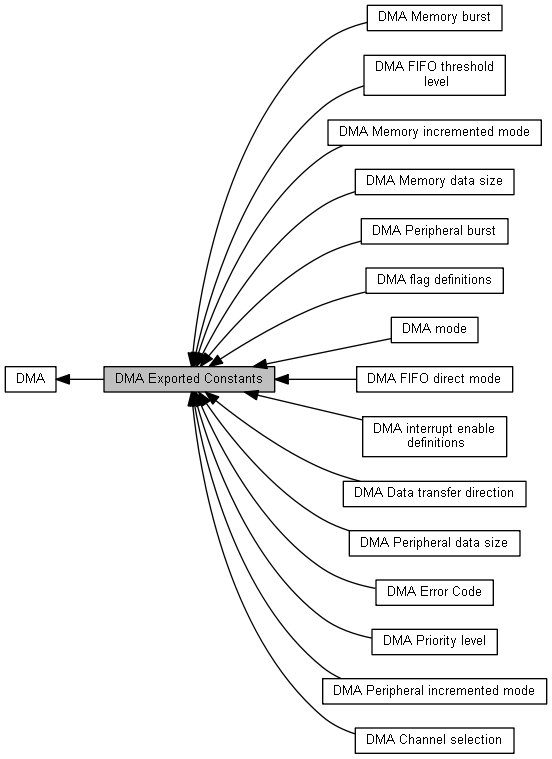 DMA Memory burst
DMA FIFO threshold
level
DMA Memory incremented mode
DMA Memory data size
DMA Peripheral burst
DMA flag definitions
DMA mode
DMA
DMA Exported Constants
DMA FIFO direct mode
DMA interrupt enable
definitions
DMA Data transfer direction
DMA Peripheral data size
DMA Error Code
DMA Priority level
DMA Peripheral incremented mode
DMA Channel selection